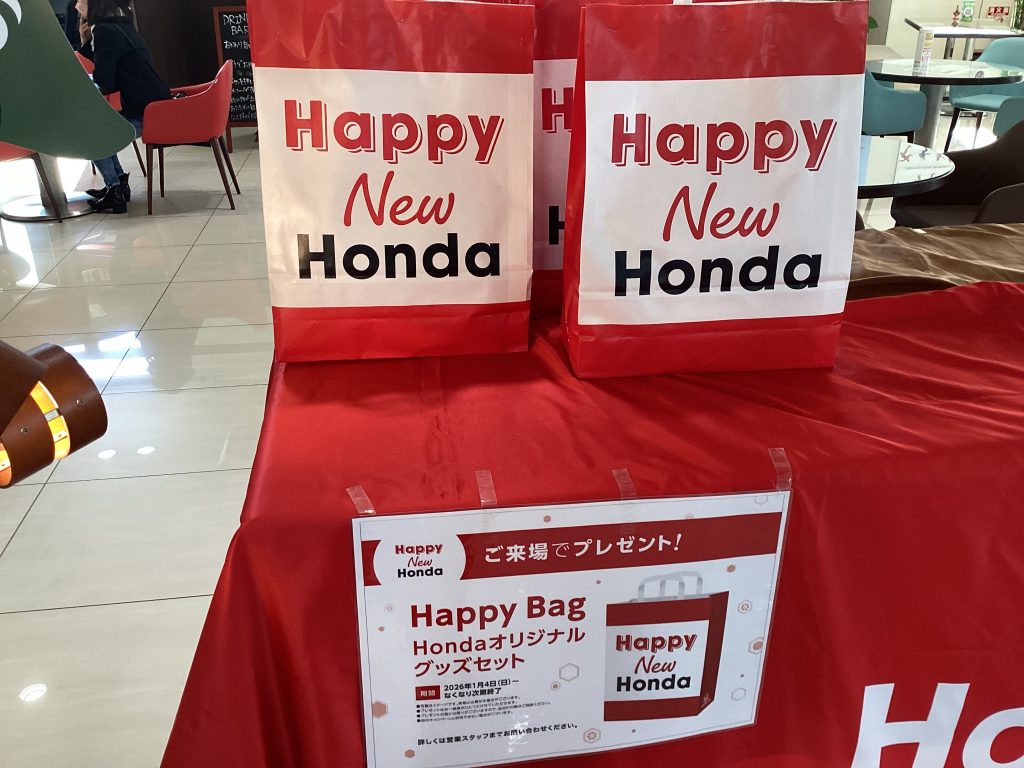 DRINK
BAR
Happy
New
Honda
H
H
Happy
New
Honda
Happy
New
Honda
ご来場でプレゼント!
Happy Bag
Hondaオリジナル
グッズセット
期間 2026年1月4日(日)~
なくなり次第終了
Happy
New
Honda
詳しくは営業スタッフまでお問い合わせください。
Ho